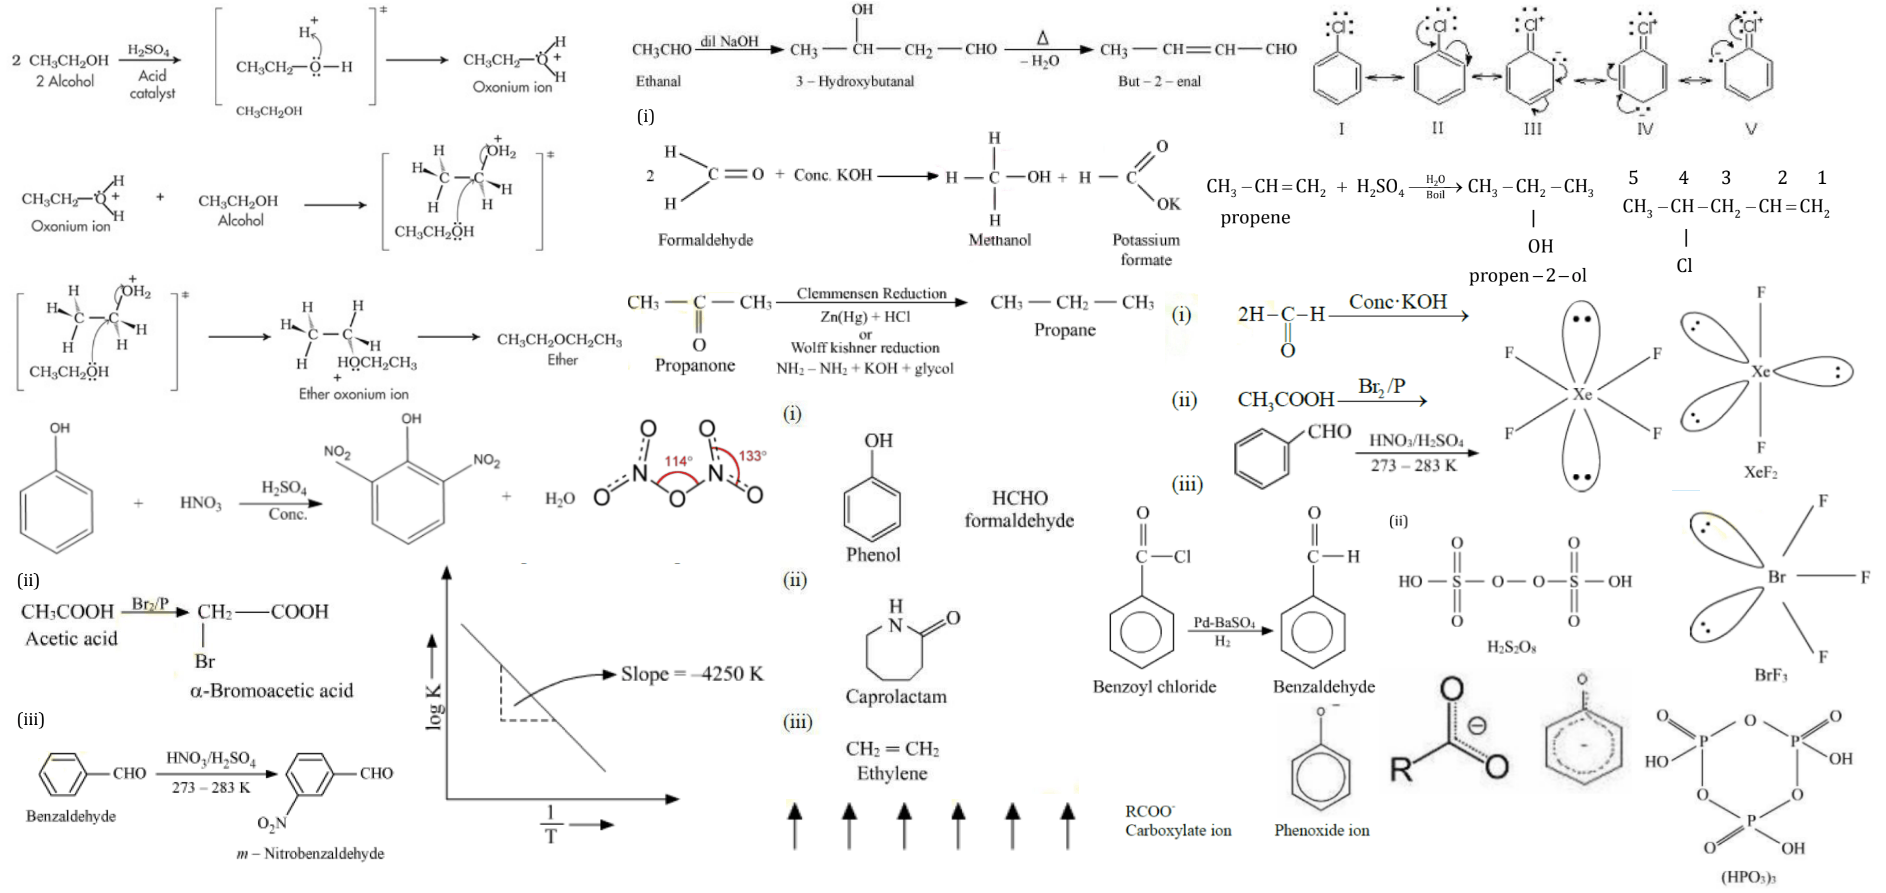 2 CH₃CH₂OH
2 Alcohol
H₂SO₄
Acid
catalyst
H⁺
CH₃CH₂—O—H
CH₃CH₂OH
‡
CH₃CH₂—O⁺
H
H
Oxonium ion
CH₃CH₂—O⁺
H
H
Oxonium ion
+
CH₃CH₂OH
Alcohol
H
+
OH₂
H
C
C
H
H
H
CH₃CH₂OH
‡
H
+
OH₂
H
C
C
H
H
H
CH₃CH₂OH
‡
H
H
H
C
C
H
H
HOCH₂CH₃
+
Ether oxonium ion
CH₃CH₂OCH₂CH₃
Ether
OH
+ HNO₃
H₂SO₄
Conc.
OH
NO₂
NO₂
+ H₂O
O
O
N
114°
N
133°
O
O
O
(ii)
CH₃COOH
Br₂/P
CH₂—COOH
Acetic acid
Br
α-Bromoacetic acid
(iii)
CHO
HNO₃/H₂SO₄
273 – 283 K
CHO
O₂N
Benzaldehyde
m – Nitrobenzaldehyde
log K
Slope = –4250 K
1
T
CH₃CHO
dil NaOH
OH
CH₃—CH—CH₂—CHO
Δ
– H₂O
CH₃—CH=CH—CHO
Ethanal
3 – Hydroxybutanal
But – 2 – enal
(i)
H
2 C=O + Conc. KOH
H
H
H—C—OH +
H
O
H—C
OK
Formaldehyde
Methanol
Potassium
formate
CH₃—C—CH₃
O
Propanone
Clemmensen Reduction
Zn(Hg) + HCl
or
Wolff kishner reduction
NH₂ – NH₂ + KOH + glycol
CH₃—CH₂—CH₃
Propane
(i)
OH
Phenol
HCHO
formaldehyde
(ii)
H
N
O
Caprolactam
(iii)
CH₂ = CH₂
Ethylene
:Cl:
:Cl:
:Cl⁺
:Cl⁺
:Cl⁺
I
II
III
IV
V
CH₃–CH=CH₂ + H₂SO₄
H₂O
Boil
CH₃–CH₂–CH₃
propene
OH
propen–2–ol
5 4 3 2 1
CH₃–CH–CH₂–CH=CH₂
Cl
(i)
2H–C–H
O
Conc·KOH
(ii)
CH₃COOH
Br₂/P
(iii)
CHO
HNO₃/H₂SO₄
273 – 283 K
F
F
Xe
F
F
F
Xe
F
XeF₂
O
C—Cl
Pd-BaSO₄
H₂
O
C—H
Benzoyl chloride
Benzaldehyde
(ii)
O
O
HO—S—O—O—S—OH
O
O
H₂S₂O₈
F
Br
F
F
BrF₃
RCOO⁻
Carboxylate ion
O⁻
Phenoxide ion
O
R
⊖
O
O
-
O
O
O
P
P
HO
OH
O
O
P
O
OH
(HPO₃)₃